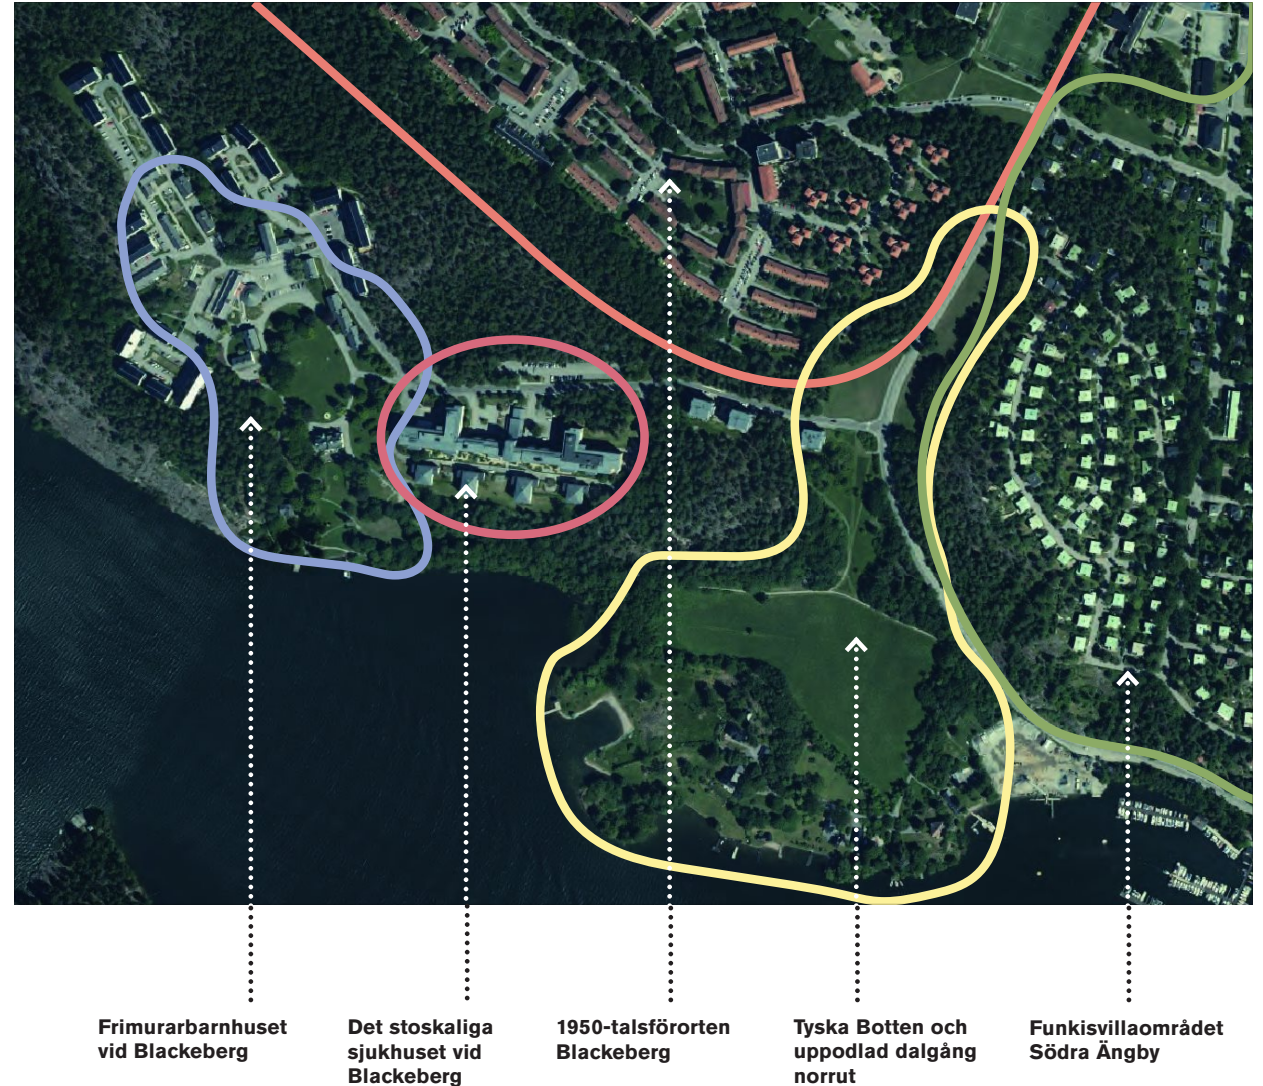 Frimurarbarnhuset
vid Blackeberg
Det stoskaliga
sjukhuset vid
Blackeberg
1950-talsförorten
Blackeberg
Tyska Botten och
uppodlad dalgång
norrut
Funkisvillaområdet
Södra Ängby